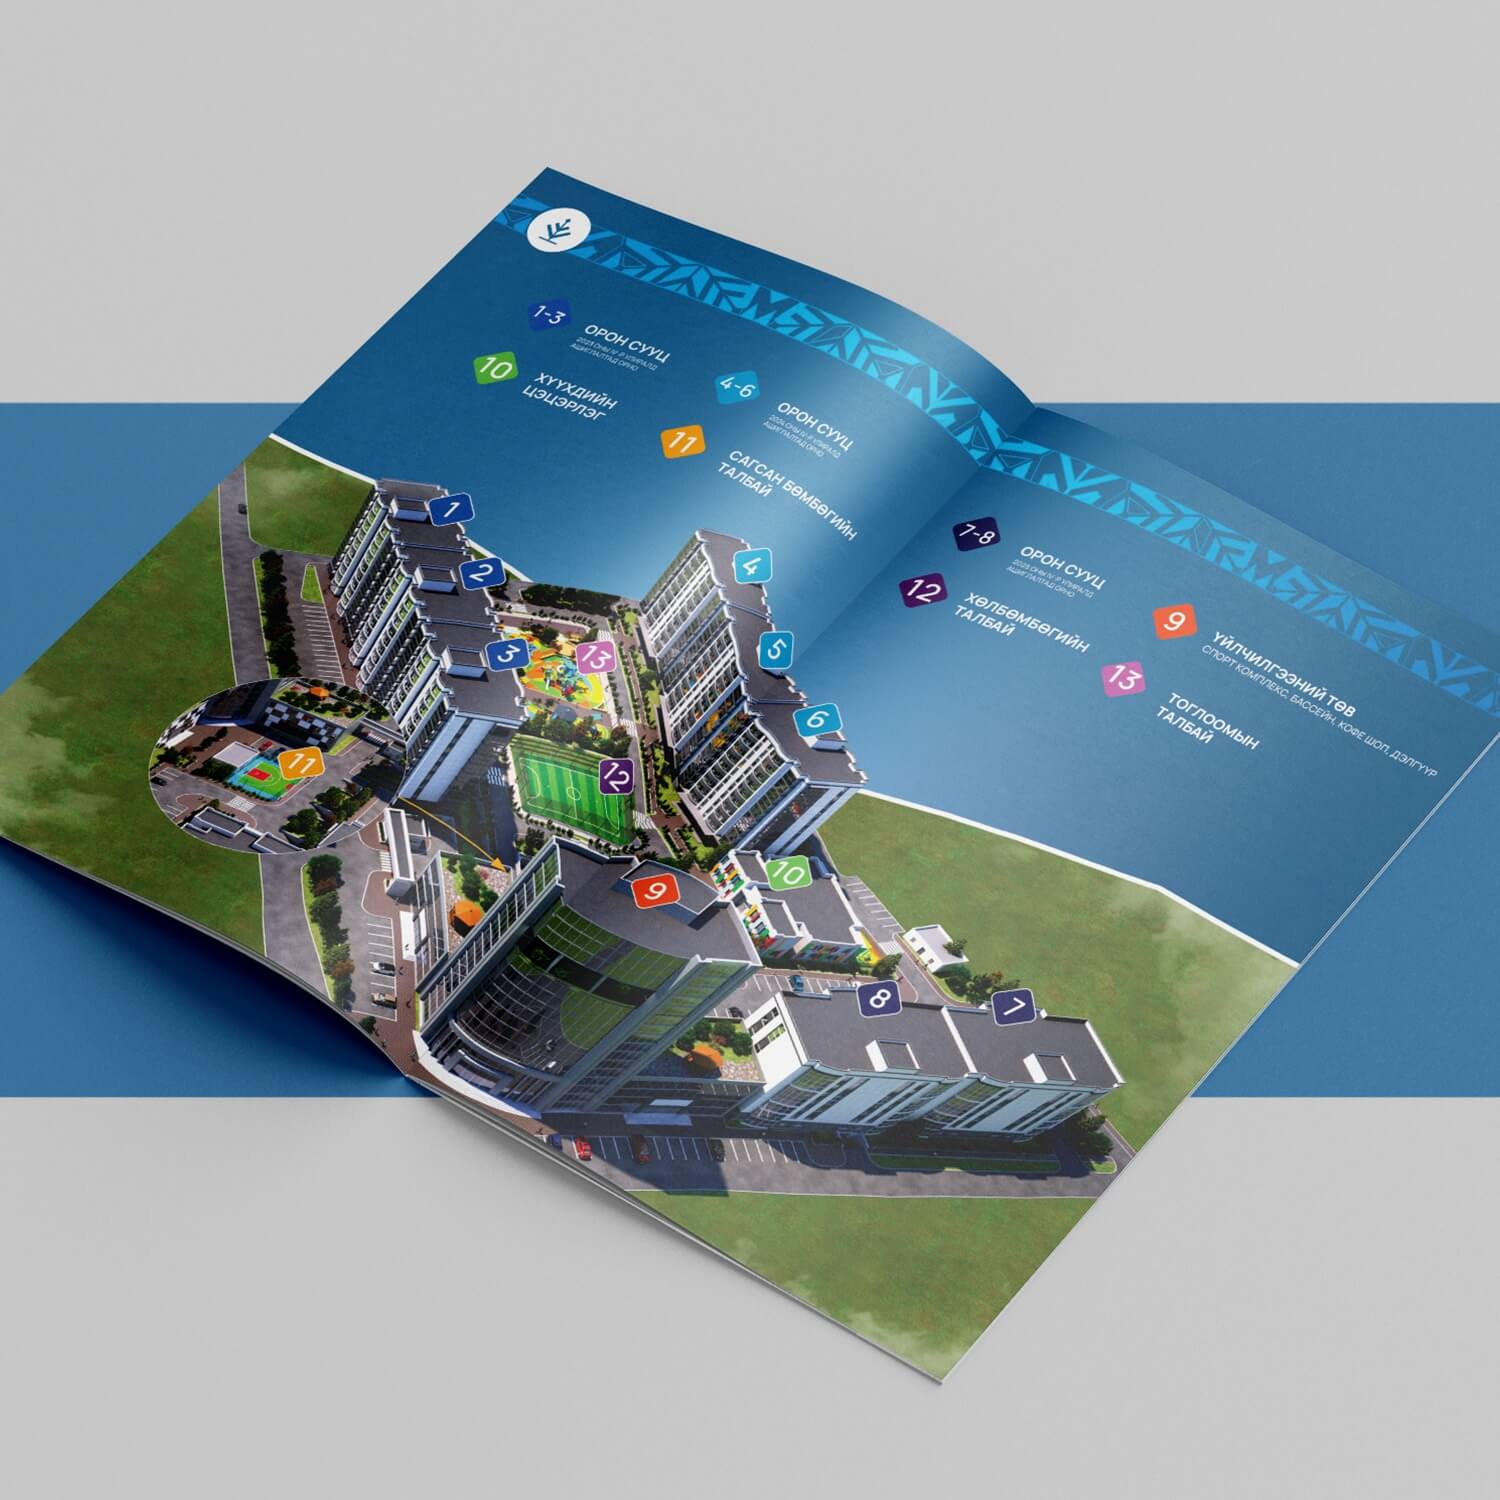 1-3
ОРОН СУУЦ
2023 ОНЫ IV-Р УЛИРАЛД
АШИГЛАЛТАД ОРНО
10
ХҮҮХДИЙН
ЦЭЦЭРЛЭГ
4-6
ОРОН СУУЦ
2024 ОНЫ IV-Р УЛИРАЛД
АШИГЛАЛТАД ОРНО
11
САГСАН БӨМБӨГИЙН
ТАЛБАЙ
7-8
ОРОН СУУЦ
2025 ОНЫ IV-Р УЛИРАЛД
АШИГЛАЛТАД ОРНО
12
ХӨЛБӨМБӨГИЙН
ТАЛБАЙ
9
ҮЙЛЧИЛГЭЭНИЙ ТӨВ
СПОРТ КОМПЛЕКС, БАССЕЙН, КОФЕ ШОП, ДЭЛГҮҮР
13
ТОГЛООМЫН
ТАЛБАЙ
1
2
3
4
5
6
13
11
12
9
10
8
7